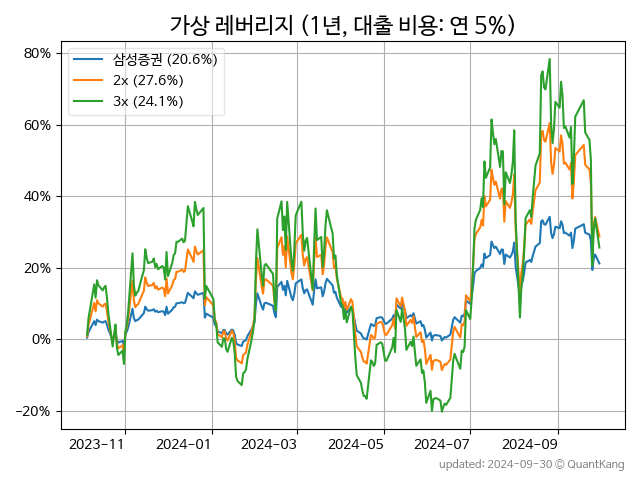 가상 레버리지 (1년, 대출 비용: 연 5%)
삼성증권 (20.6%)
2x (27.6%)
3x (24.1%)
80%
60%
40%
20%
0%
−20%
2023-11
2024-01
2024-03
2024-05
2024-07
2024-09
updated: 2024-09-30 © QuantKang